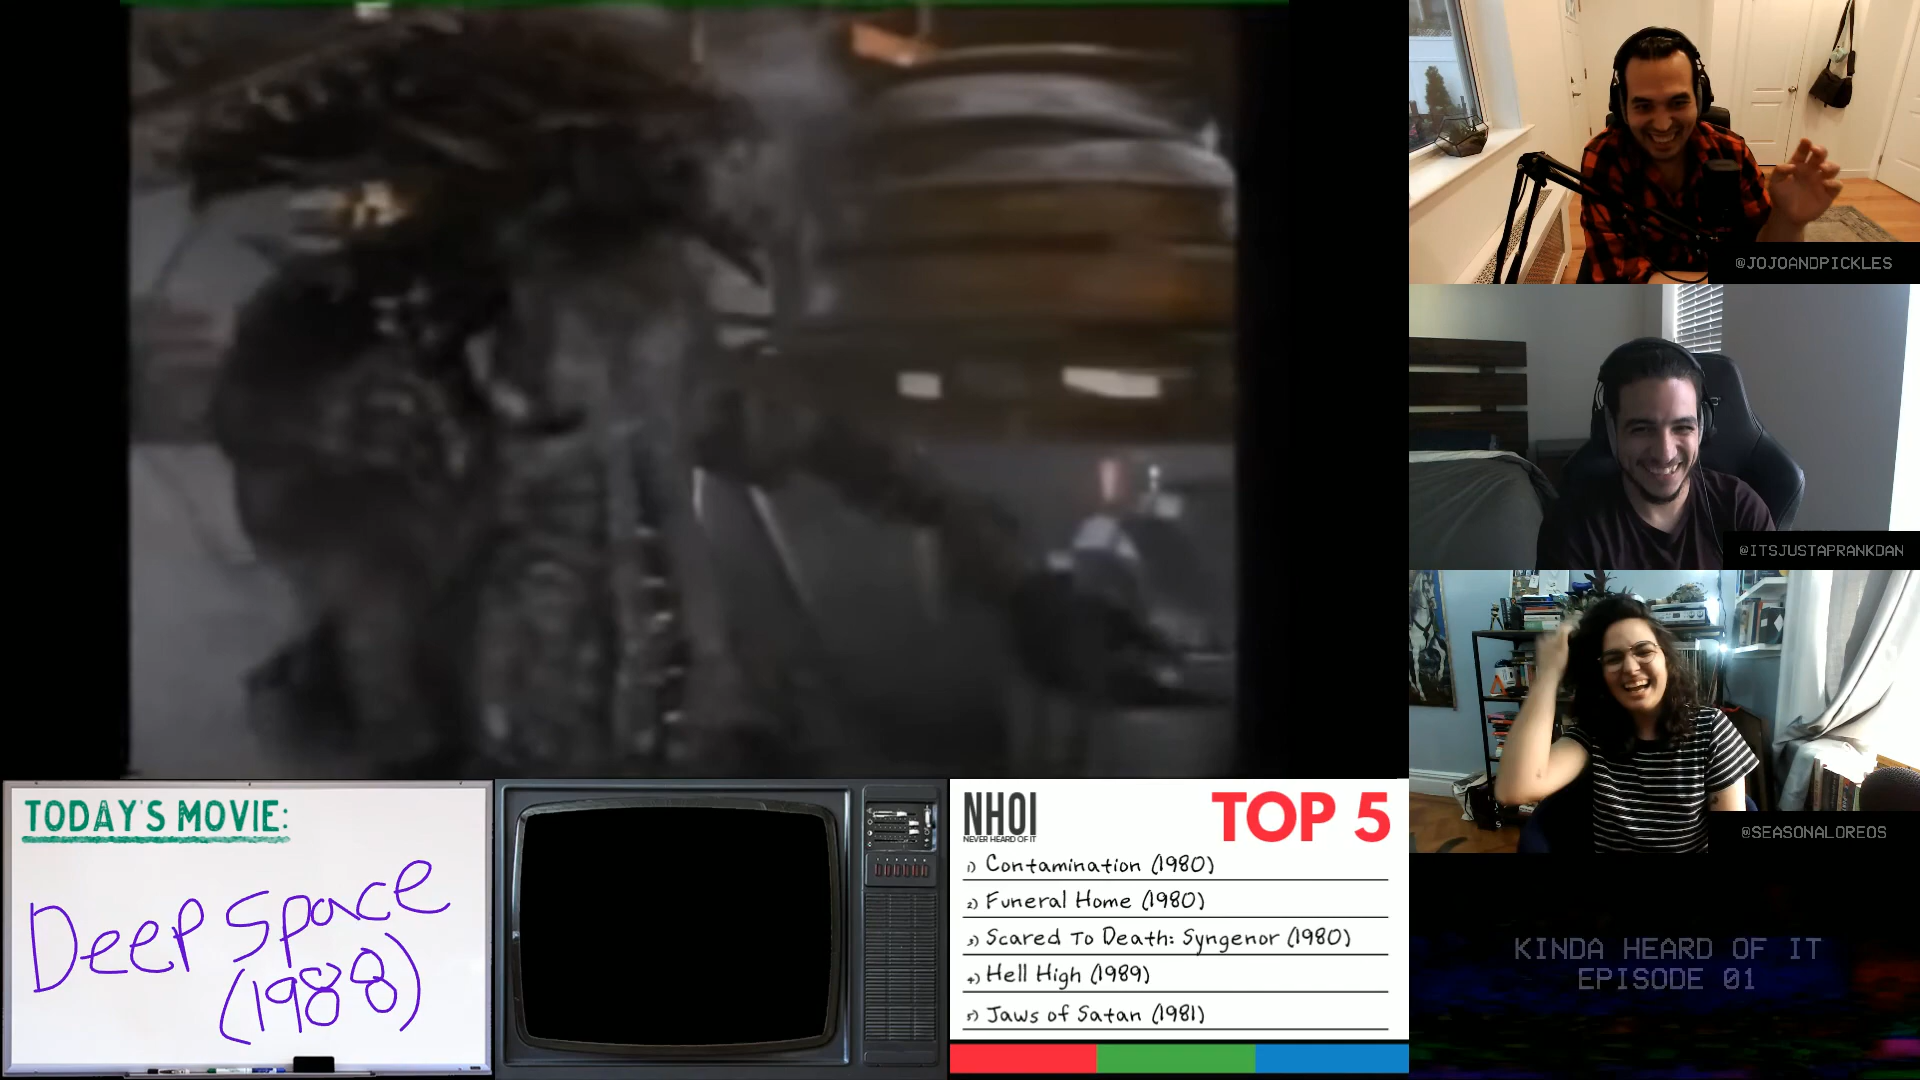 @JOJOANDPICKLES
@ITSJUSTAPRANKDAN
@SEASONALOREOS
TODAY'S MOVIE:
Deep Space
(1988)
NHOI
NEVER HEARD OF IT
TOP 5
1) Contamination (1980)
2) Funeral Home (1980)
3) Scared To Death: Syngenor (1980)
4) Hell High (1989)
5) Jaws of Satan (1981)
KINDA HEARD OF IT
EPISODE 01